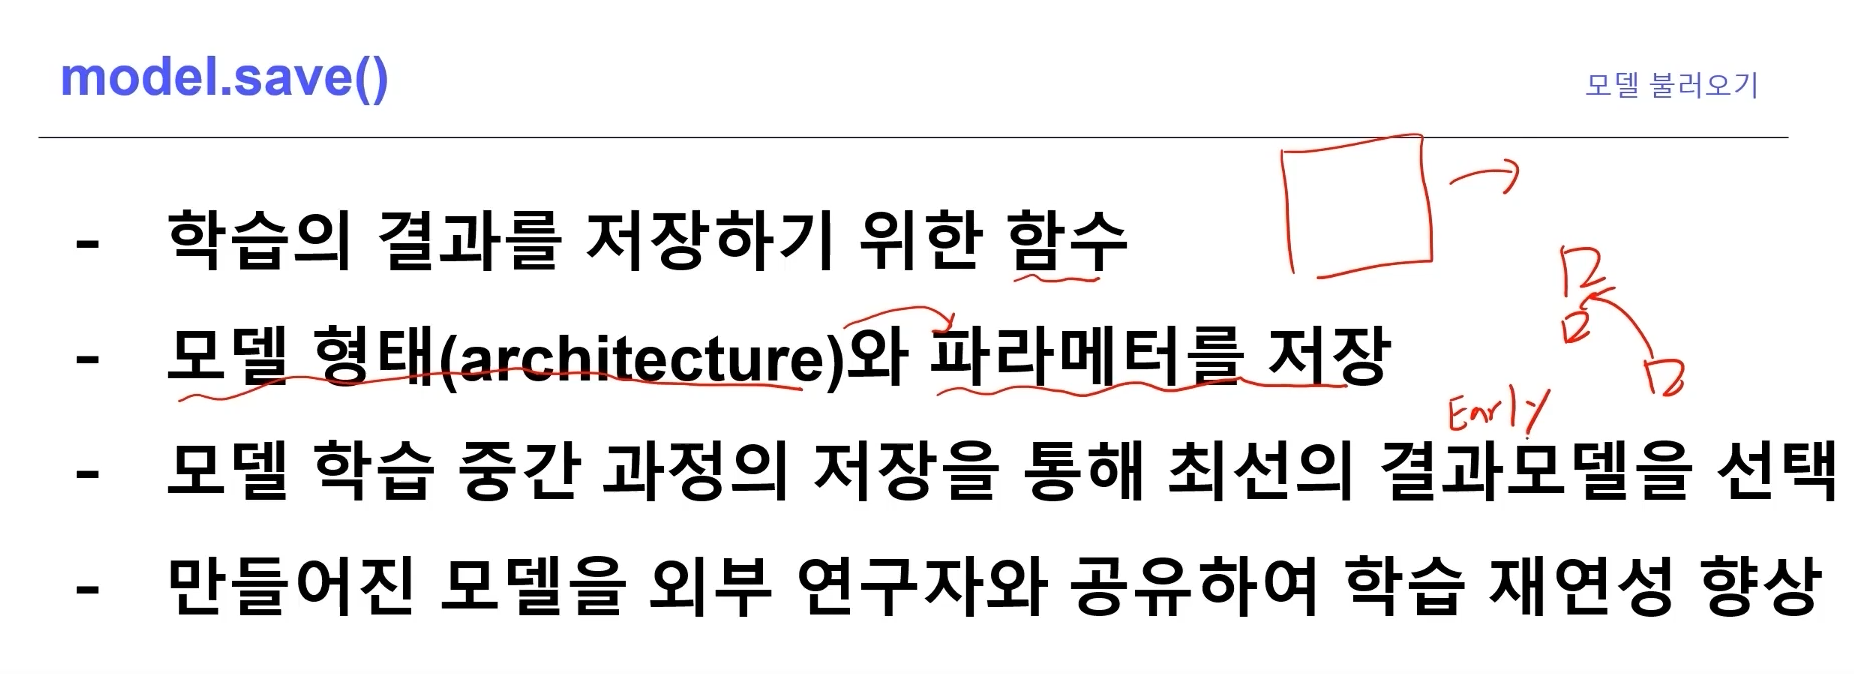 model.save()
모델 불러오기
- 학습의 결과를 저장하기 위한 함수
- 모델 형태(architecture)와 파라메터를 저장
Early
- 모델 학습 중간 과정의 저장을 통해 최선의 결과모델을 선택
- 만들어진 모델을 외부 연구자와 공유하여 학습 재연성 향상